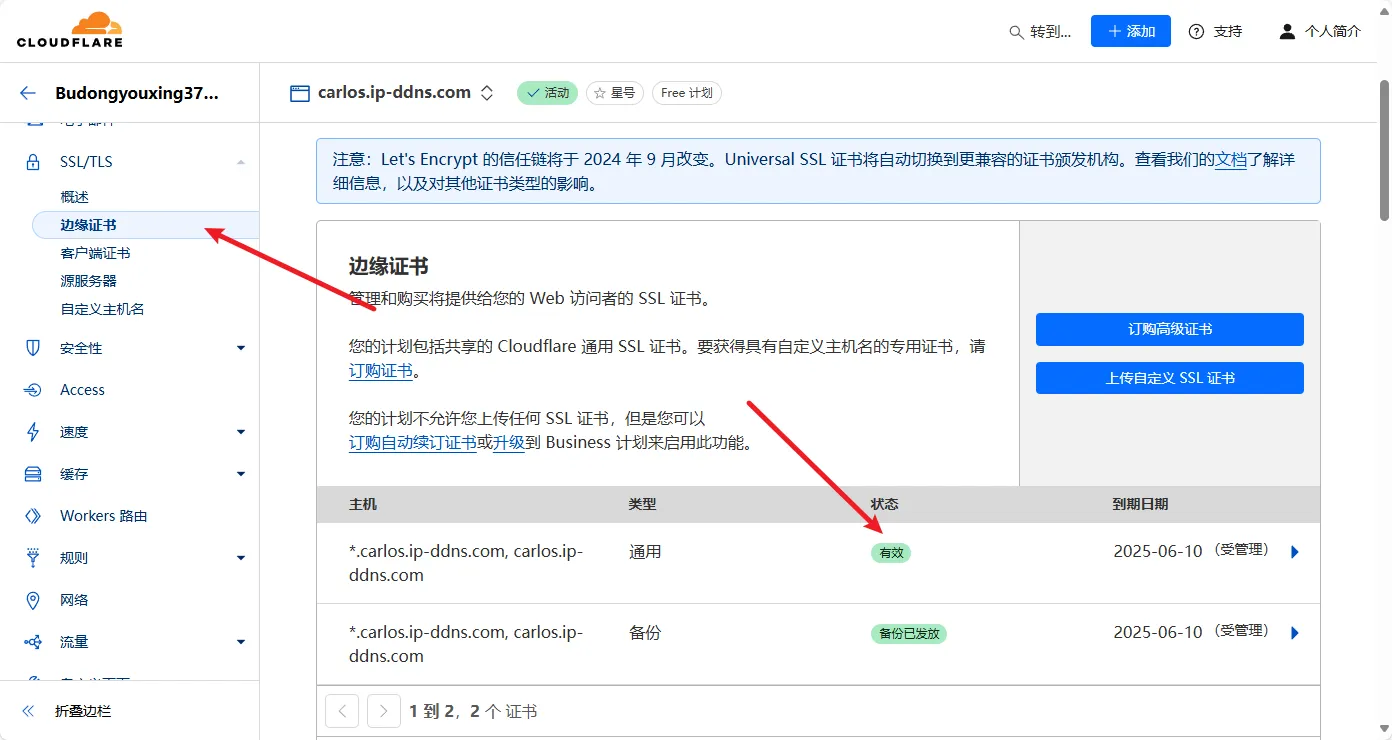 CLOUDFLARE
转到...
添加
支持
个人简介
Budongyouxing37...
carlos.ip-ddns.com
活动
星号
Free 计划
SSL/TLS
概述
边缘证书
客户端证书
源服务器
自定义主机名
安全性
Access
速度
缓存
Workers 路由
规则
网络
流量
折叠边栏
注意：Let's Encrypt 的信任链将于 2024 年 9 月改变。Universal SSL 证书将自动切换到更兼容的证书颁发机构。查看我们的文档了解详
细信息，以及对其他证书类型的影响。
边缘证书
管理和购买将提供给您的 Web 访问者的 SSL 证书。
您的计划包括共享的 Cloudflare 通用 SSL 证书。要获得具有自定义主机名的专用证书，请
订购证书。
您的计划不允许您上传任何 SSL 证书，但是您可以
订购自动续订证书或升级到 Business 计划来启用此功能。
订购高级证书
上传自定义 SSL 证书
主机 类型 状态 到期日期
*.carlos.ip-ddns.com, carlos.ip- 通用 有效 2025-06-10 （受管理）
ddns.com
*.carlos.ip-ddns.com, carlos.ip- 备份 备份已发放 2025-06-10 （受管理）
ddns.com
1 到 2，2 个 证书